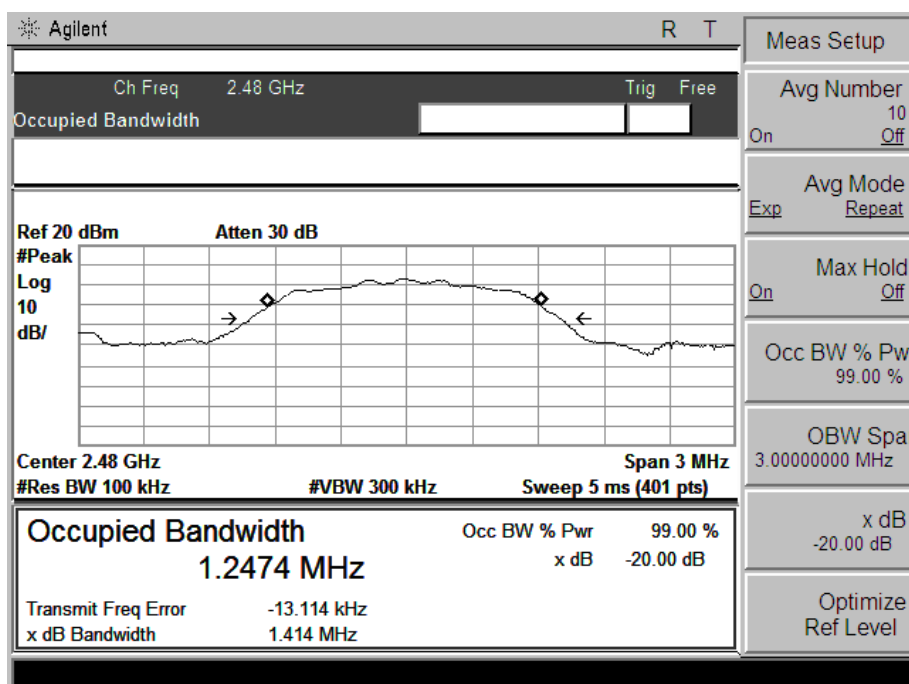 Agilent R T
Ch Freq 2.48 GHz Trig Free
Occupied Bandwidth
Ref 20 dBm Atten 30 dB
#Peak
Log
10
dB/
Center 2.48 GHz Span 3 MHz
#Res BW 100 kHz #VBW 300 kHz Sweep 5 ms (401 pts)
Occupied Bandwidth Occ BW % Pwr 99.00 %
1.2474 MHz x dB -20.00 dB
Transmit Freq Error -13.114 kHz
x dB Bandwidth 1.414 MHz
Meas Setup
Avg Number
10
On Off
Avg Mode
Exp Repeat
Max Hold
On Off
Occ BW % Pw
99.00 %
OBW Spa
3.00000000 MHz
x dB
-20.00 dB
Optimize
Ref Level